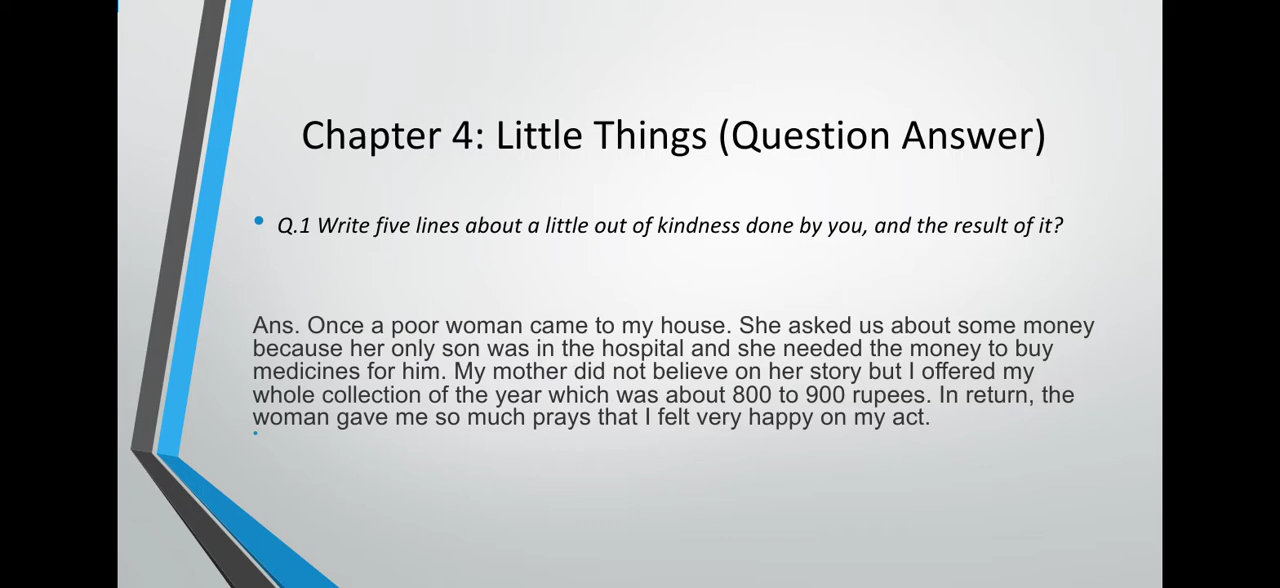 Chapter 4: Little Things (Question Answer)
• Q.1 Write five lines about a little out of kindness done by you, and the result of it?
Ans. Once a poor woman came to my house. She asked us about some money
because her only son was in the hospital and she needed the money to buy
medicines for him. My mother did not believe on her story but I offered my
whole collection of the year which was about 800 to 900 rupees. In return, the
woman gave me so much prays that I felt very happy on my act.